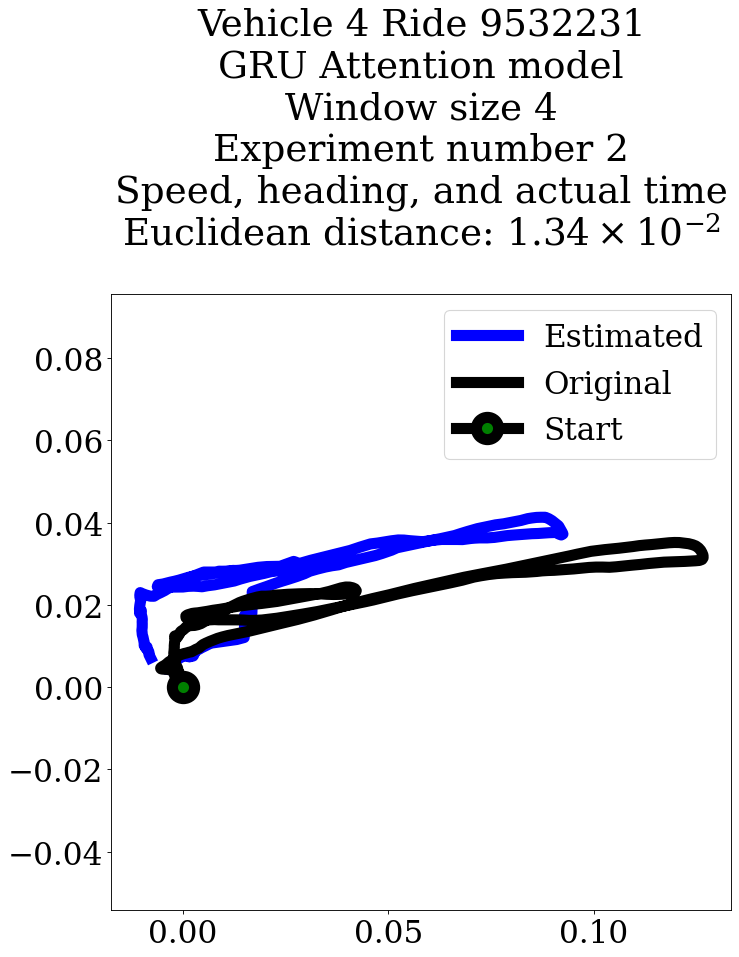 Vehicle 4 Ride 9532231
GRU Attention model
Window size 4
Experiment number 2
Speed, heading, and actual time
Euclidean distance: 1.34 × 10⁻²
Estimated
Original
Start
0.08
0.06
0.04
0.02
0.00
−0.02
−0.04
0.00 0.05 0.10